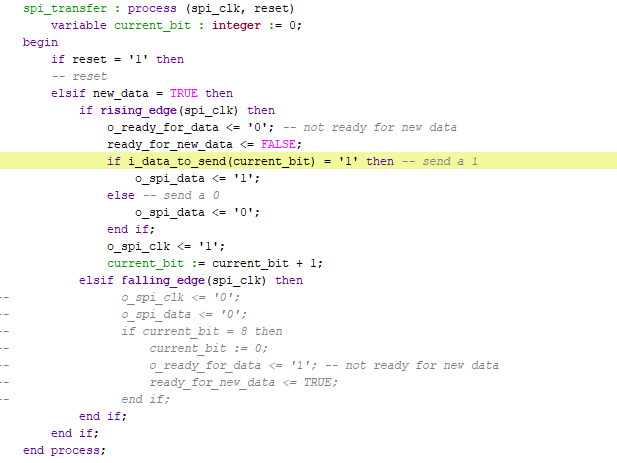 spi_transfer : process (spi_clk, reset)
    variable current_bit : integer := 0;
begin
    if reset = '1' then
    -- reset
    elsif new_data = TRUE then
        if rising_edge(spi_clk) then
            o_ready_for_data <= '0'; -- not ready for new data
            ready_for_new_data <= FALSE;
            if i_data_to_send(current_bit) = '1' then -- send a 1
                o_spi_data <= '1';
            else -- send a 0
                o_spi_data <= '0';
            end if;
            o_spi_clk <= '1';
            current_bit := current_bit + 1;
        elsif falling_edge(spi_clk) then
--                o_spi_clk <= '0';
--                o_spi_data <= '0';
--                if current_bit = 8 then
--                    current_bit := 0;
--                    o_ready_for_data <= '1'; -- not ready for new data
--                    ready_for_new_data <= TRUE;
--                end if;
        end if;
    end if;
end process;